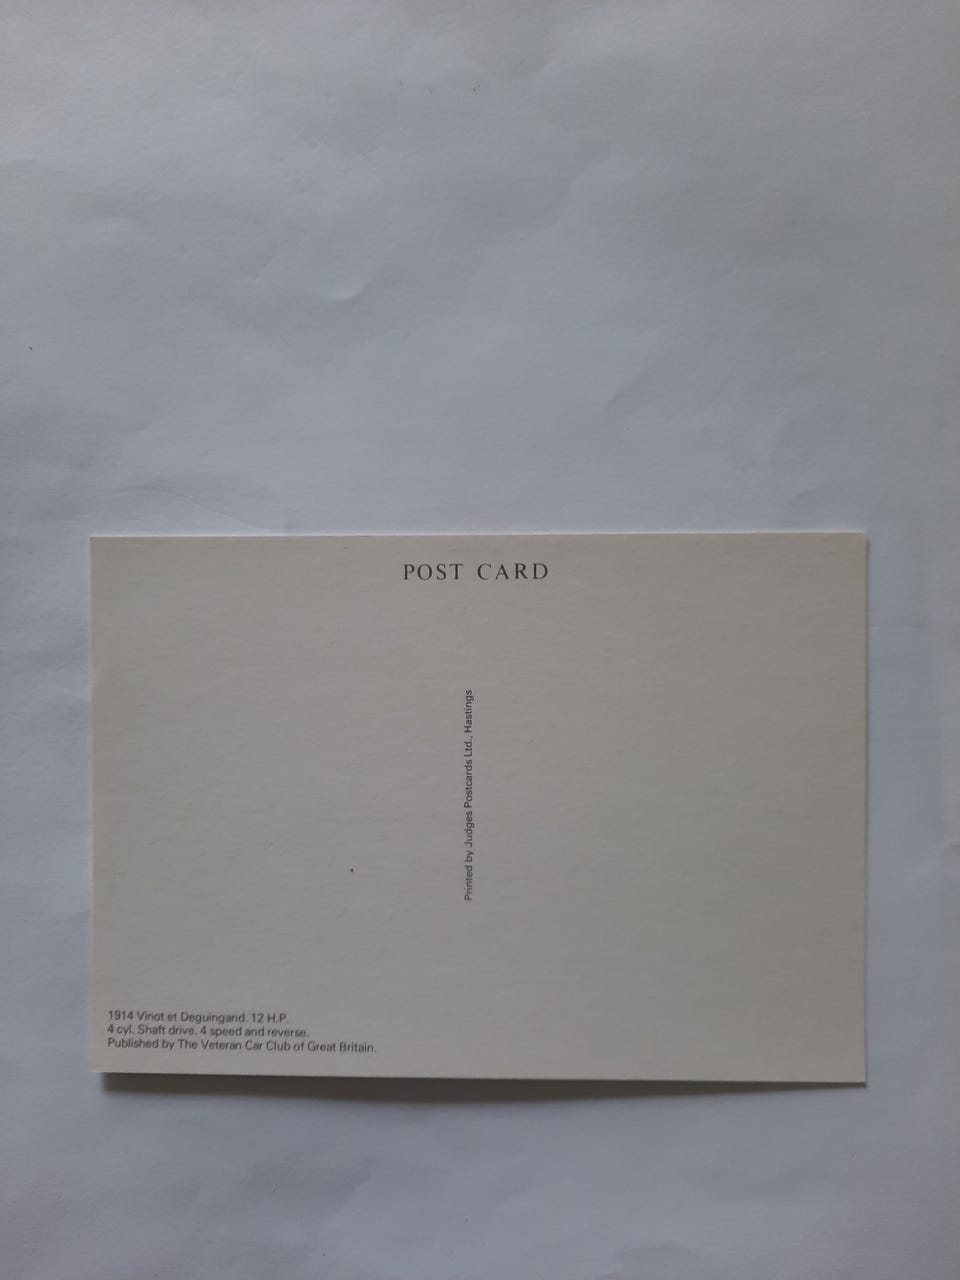 POST CARD
Printed by Judges Postcards Ltd., Hastings
1914 Vinot et Deguingand. 12 H.P.
4 cyl. Shaft drive. 4 speed and reverse.
Published by The Veteran Car Club of Great Britain.